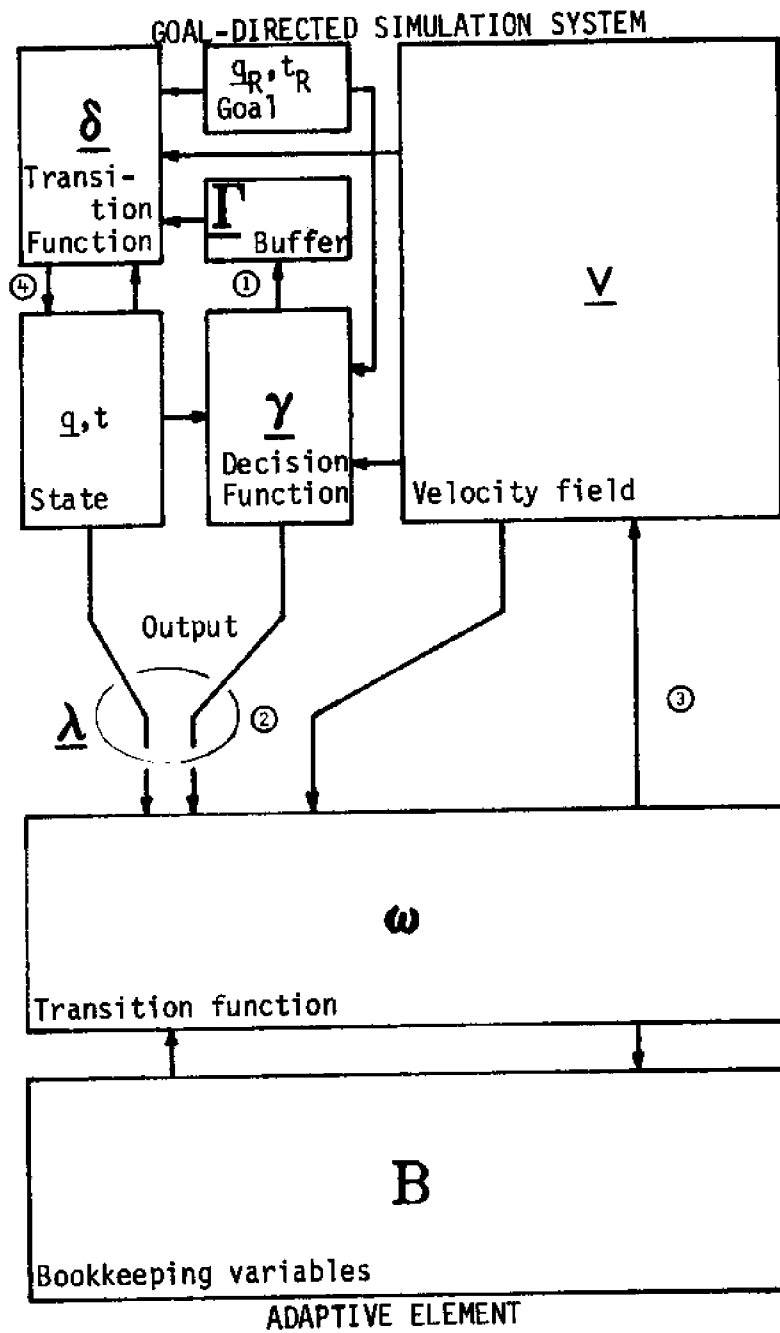 GOAL-DIRECTED SIMULATION SYSTEM
q_R, t_R
Goal
δ
Transi-
tion
Function
Γ
Buffer
V
④
①
q,t
State
γ
Decision
Function
Velocity field
Output
λ
②
③
ω
Transition function
B
Bookkeeping variables
ADAPTIVE ELEMENT